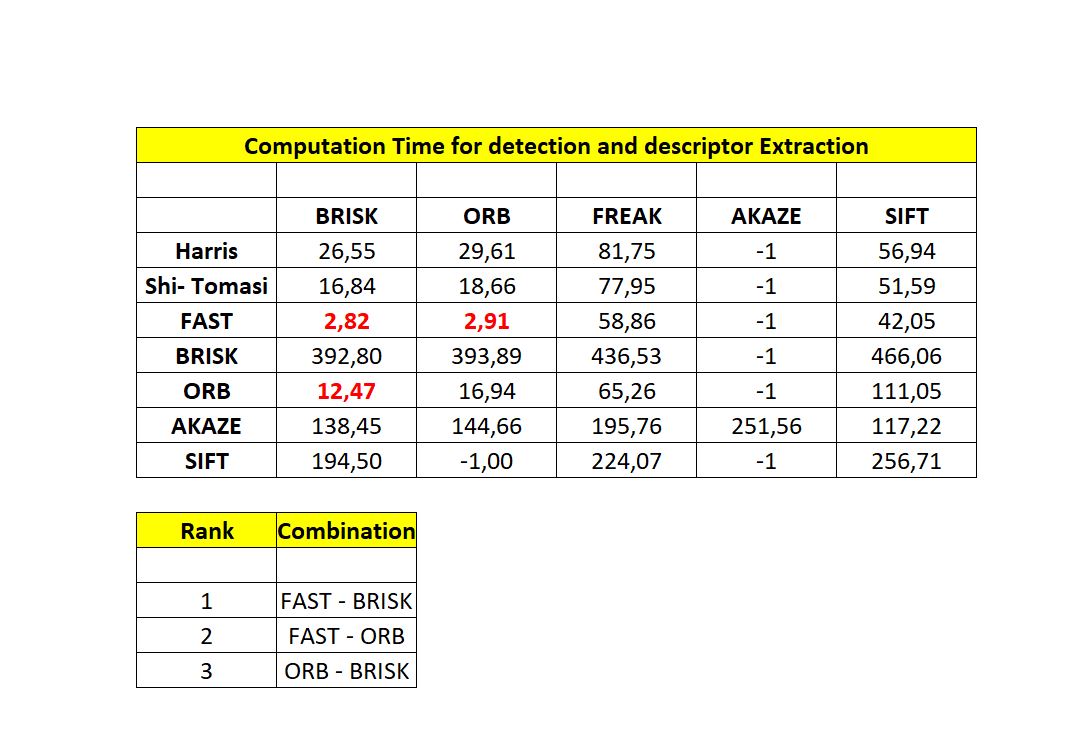 Computation Time for detection and descriptor Extraction
BRISK ORB FREAK AKAZE SIFT
Harris 26,55 29,61 81,75 -1 56,94
Shi- Tomasi 16,84 18,66 77,95 -1 51,59
FAST 2,82 2,91 58,86 -1 42,05
BRISK 392,80 393,89 436,53 -1 466,06
ORB 12,47 16,94 65,26 -1 111,05
AKAZE 138,45 144,66 195,76 251,56 117,22
SIFT 194,50 -1,00 224,07 -1 256,71
Rank Combination
1 FAST - BRISK
2 FAST - ORB
3 ORB - BRISK